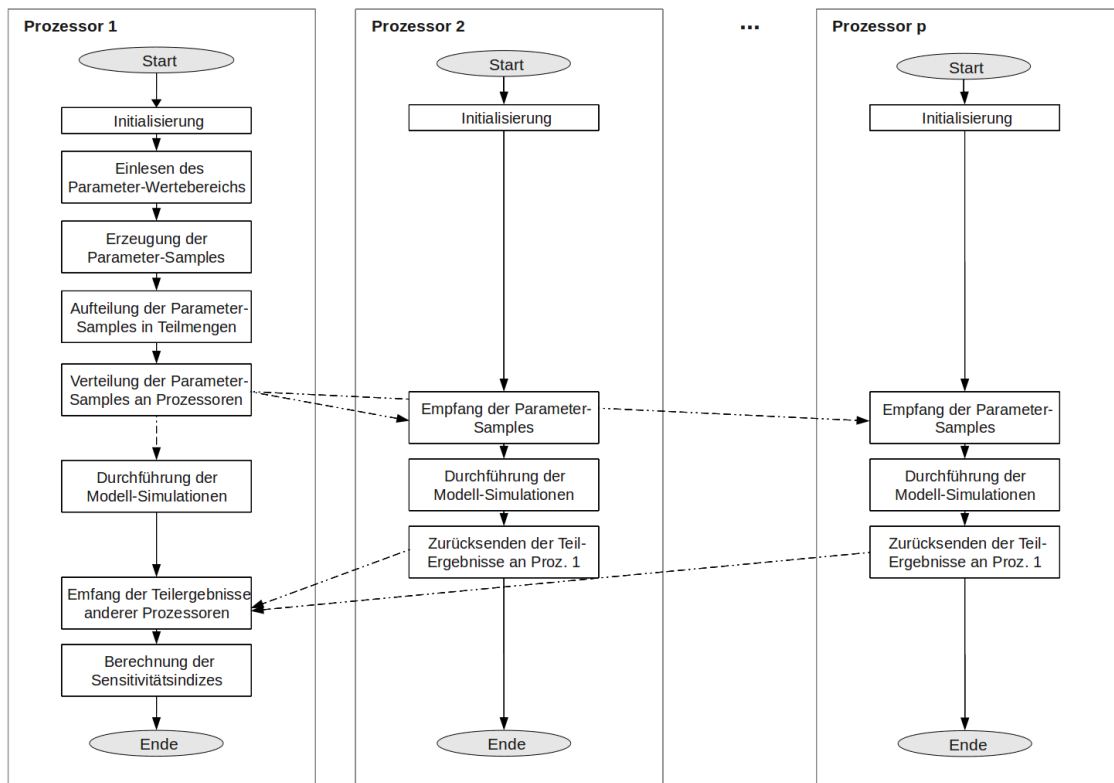 Prozessor 1
Start
Initialisierung
Einlesen des
Parameter-Wertebereichs
Erzeugung der
Parameter-Samples
Aufteilung der Parameter-
Samples in Teilmengen
Verteilung der Parameter-
Samples an Prozessoren
Durchführung der
Modell-Simulationen
Emfang der Teilergebnisse
anderer Prozessoren
Berechnung der
Sensitivitätsindizes
Ende
Prozessor 2
Start
Initialisierung
Empfang der Parameter-
Samples
Durchführung der
Modell-Simulationen
Zurücksenden der Teil-
Ergebnisse an Proz. 1
Ende
...
Prozessor p
Start
Initialisierung
Empfang der Parameter-
Samples
Durchführung der
Modell-Simulationen
Zurücksenden der Teil-
Ergebnisse an Proz. 1
Ende